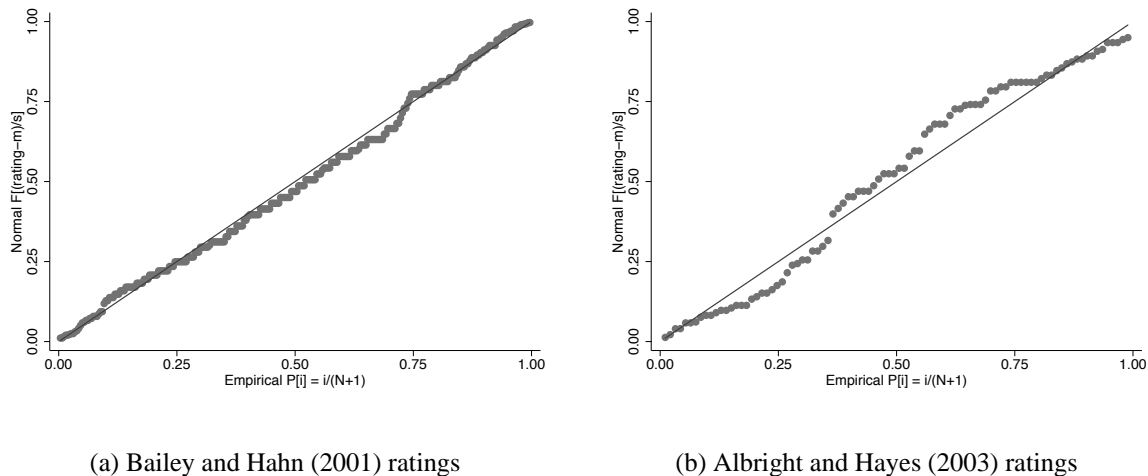 1.00
0.75
0.50
0.25
0.00
Normal F[(rating−m)/s]
0.00 0.25 0.50 0.75 1.00
Empirical P[i] = i/(N+1)
(a) Bailey and Hahn (2001) ratings
1.00
0.75
0.50
0.25
0.00
Normal F[(rating−m)/s]
0.00 0.25 0.50 0.75 1.00
Empirical P[i] = i/(N+1)
(b) Albright and Hayes (2003) ratings